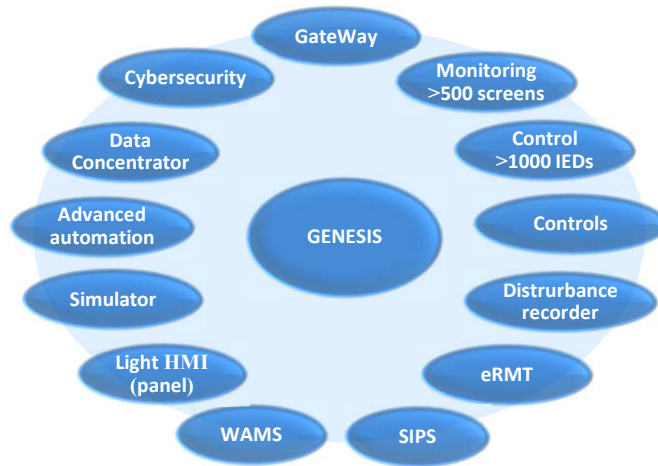 GateWay
Cybersecurity
Monitoring
>500 screens
Data
Concentrator
Control
>1000 IEDs
Advanced
automation
GENESIS
Controls
Simulator
Distrurbance
recorder
Light HMI
(panel)
eRMT
WAMS
SIPS